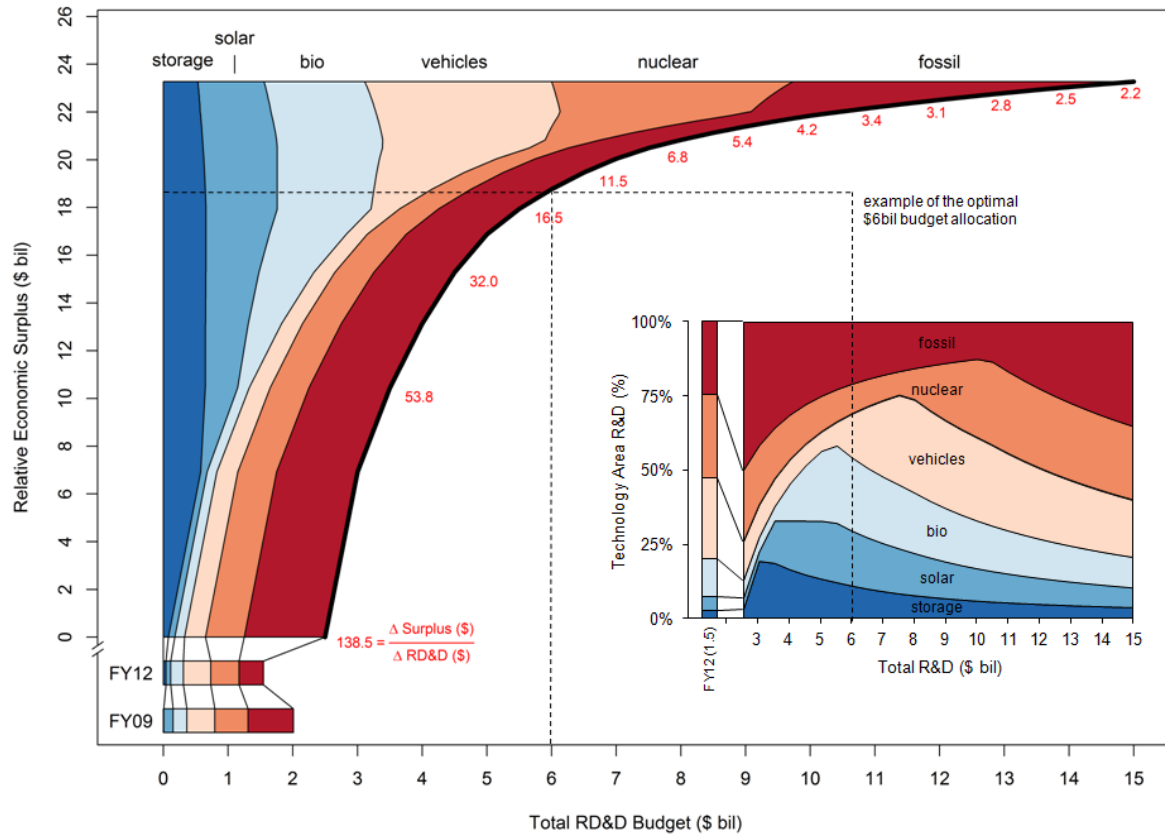 26
24
22
20
18
16
14
12
10
8
6
4
2
0
Relative Economic Surplus ($ bil)
solar
storage
bio
vehicles
nuclear
fossil
2.2
2.5
2.8
3.1
3.4
4.2
5.4
6.8
11.5
16.5
32.0
53.8
138.5 = Δ Surplus ($)
Δ RD&D ($)
example of the optimal
$6bil budget allocation
FY12
FY09
0 1 2 3 4 5 6 7 8 9 10 11 12 13 14 15
Total RD&D Budget ($ bil)
100%
75%
50%
25%
0%
Technology Area R&D (%)
fossil
nuclear
vehicles
bio
solar
storage
FY12 (1.5)
3 4 5 6 7 8 9 10 11 12 13 14 15
Total R&D ($ bil)